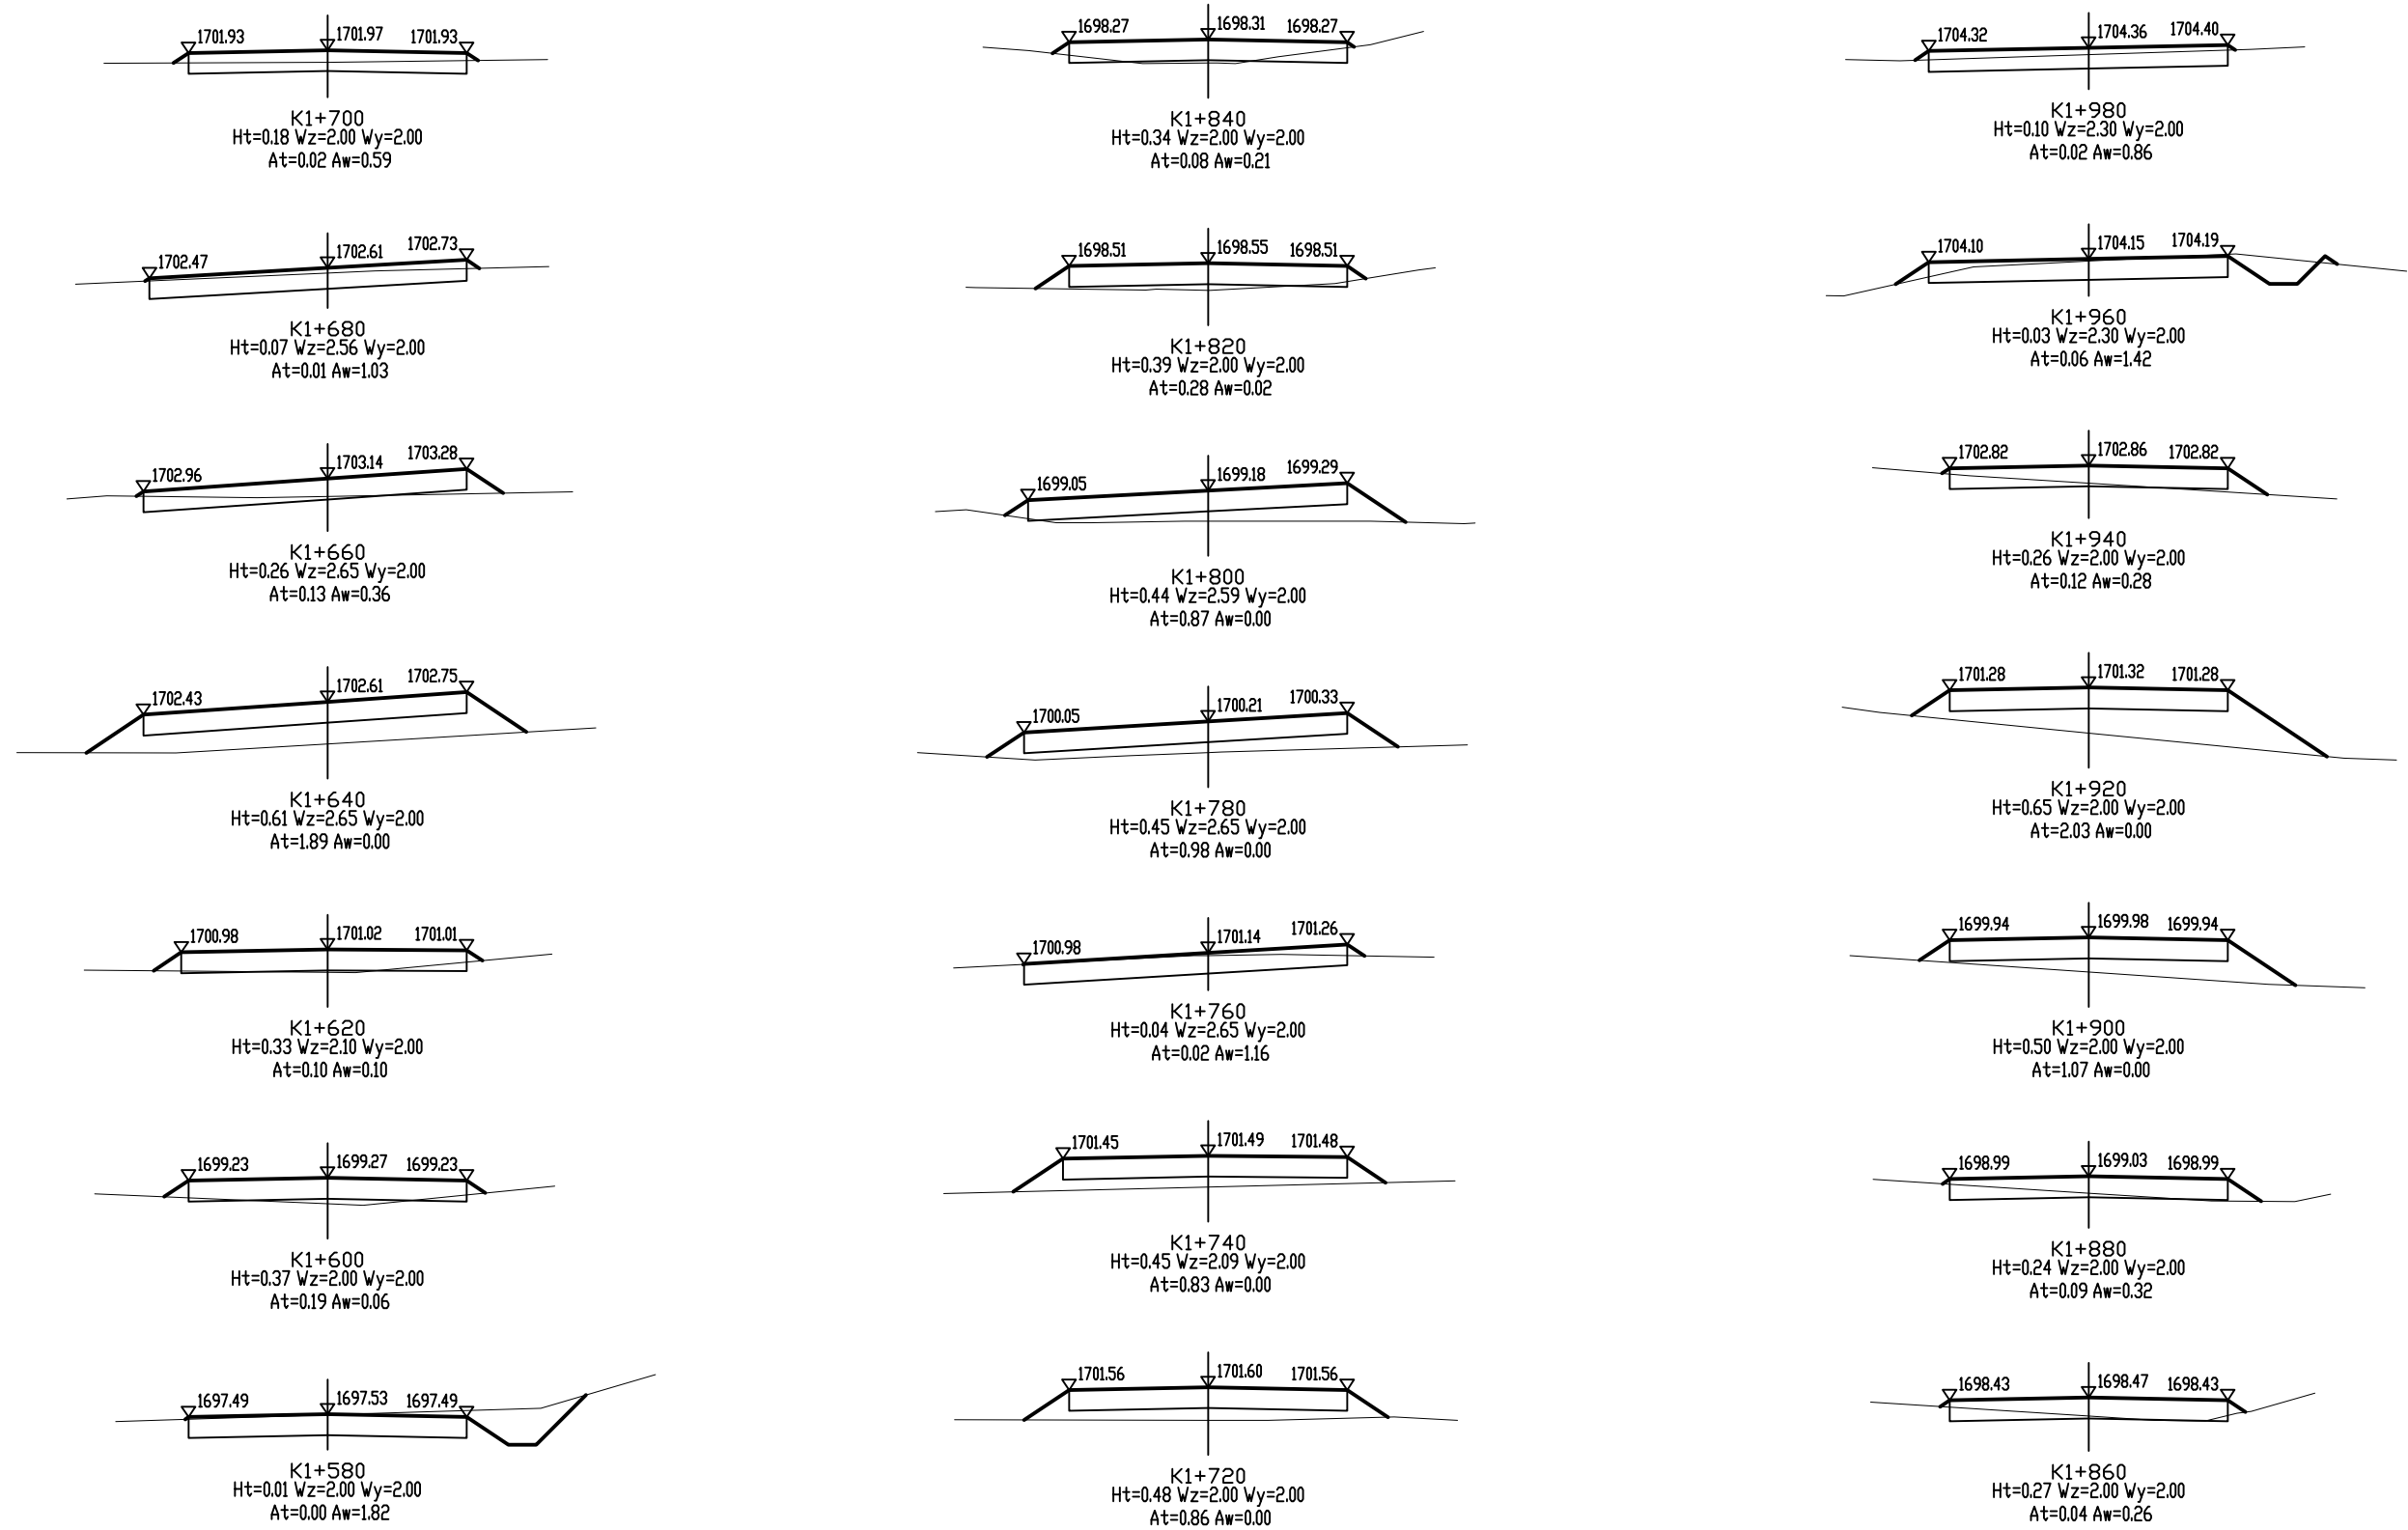 1701.93 1701.97 1701.93
K1+700
Ht=0.18 Wz=2.00 Wy=2.00
At=0.02 Aw=0.59
1702.47 1702.61 1702.73
K1+680
Ht=0.07 Wz=2.56 Wy=2.00
At=0.01 Aw=1.03
1702.96 1703.14 1703.28
K1+660
Ht=0.26 Wz=2.65 Wy=2.00
At=0.13 Aw=0.36
1702.43 1702.61 1702.75
K1+640
Ht=0.61 Wz=2.65 Wy=2.00
At=1.89 Aw=0.00
1700.98 1701.02 1701.01
K1+620
Ht=0.33 Wz=2.10 Wy=2.00
At=0.10 Aw=0.10
1699.23 1699.27 1699.23
K1+600
Ht=0.37 Wz=2.00 Wy=2.00
At=0.19 Aw=0.06
1697.49 1697.53 1697.49
K1+580
Ht=0.01 Wz=2.00 Wy=2.00
At=0.00 Aw=1.82
1698.27 1698.31 1698.27
K1+840
Ht=0.34 Wz=2.00 Wy=2.00
At=0.08 Aw=0.21
1698.51 1698.55 1698.51
K1+820
Ht=0.39 Wz=2.00 Wy=2.00
At=0.28 Aw=0.02
1699.05 1699.18 1699.29
K1+800
Ht=0.44 Wz=2.59 Wy=2.00
At=0.87 Aw=0.00
1700.05 1700.21 1700.33
K1+780
Ht=0.45 Wz=2.65 Wy=2.00
At=0.98 Aw=0.00
1700.98 1701.14 1701.26
K1+760
Ht=0.04 Wz=2.65 Wy=2.00
At=0.02 Aw=1.16
1701.45 1701.49 1701.48
K1+740
Ht=0.45 Wz=2.09 Wy=2.00
At=0.83 Aw=0.00
1701.56 1701.60 1701.56
K1+720
Ht=0.48 Wz=2.00 Wy=2.00
At=0.86 Aw=0.00
1704.32 1704.36 1704.40
K1+980
Ht=0.10 Wz=2.30 Wy=2.00
At=0.02 Aw=0.86
1704.10 1704.15 1704.19
K1+960
Ht=0.03 Wz=2.30 Wy=2.00
At=0.06 Aw=1.42
1702.82 1702.86 1702.82
K1+940
Ht=0.26 Wz=2.00 Wy=2.00
At=0.12 Aw=0.28
1701.28 1701.32 1701.28
K1+920
Ht=0.65 Wz=2.00 Wy=2.00
At=2.03 Aw=0.00
1699.94 1699.98 1699.94
K1+900
Ht=0.50 Wz=2.00 Wy=2.00
At=1.07 Aw=0.00
1698.99 1699.03 1698.99
K1+880
Ht=0.24 Wz=2.00 Wy=2.00
At=0.09 Aw=0.32
1698.43 1698.47 1698.43
K1+860
Ht=0.27 Wz=2.00 Wy=2.00
At=0.04 Aw=0.26